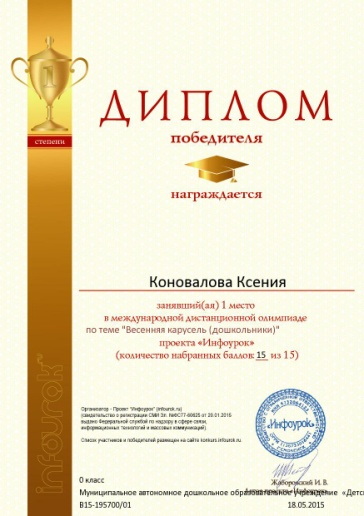 1
степени
ДИПЛОМ
победителя
награждается
Коновалова Ксения
занявший(ая) 1 место
в международной дистанционной олимпиаде
по теме "Весенняя карусель (дошкольники)"
проекта «Инфоурок»
(количество набранных баллов: 15 из 15)
infourok
Организатор - Проект "Инфоурок" (infourok.ru)
(свидетельство о регистрации СМИ Эл №ФС77-60625 от 20.01.2015
выдано Федеральной службой по надзору в сфере связи,
информационных технологий и массовых коммуникаций).
Список участников и победителей размещен на сайте konkurs.infourok.ru.
«Инфоурок»
Жаборовский И. В.
0 класс
Муниципальное автономное дошкольное образовательное учреждение «Детс
В15-195700/01
18.05.2015